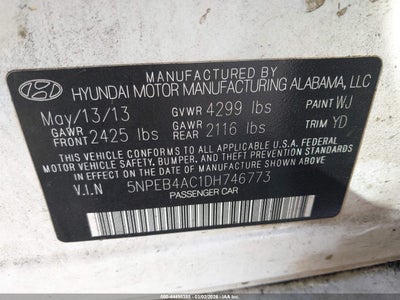 HYUNDAI MOTOR MANUFACTURING ALABAMA, LLC
May/13/13 GVWR 4299 lbs PAINT WJ
GAWR FRONT 2425 lbs GAWR REAR 2116 lbs TRIM YD
THIS VEHICLE CONFORMS TO ALL APPLICABLE U.S.A. FEDERAL
MOTOR VEHICLE SAFETY, BUMPER, AND THEFT PREVENTION
STANDARDS IN EFFECT ON THE DATE OF MANUFACTURE SHOWN ABOVE.
V.I.N 5NPEB4AC1DH746773
PASSENGER CAR